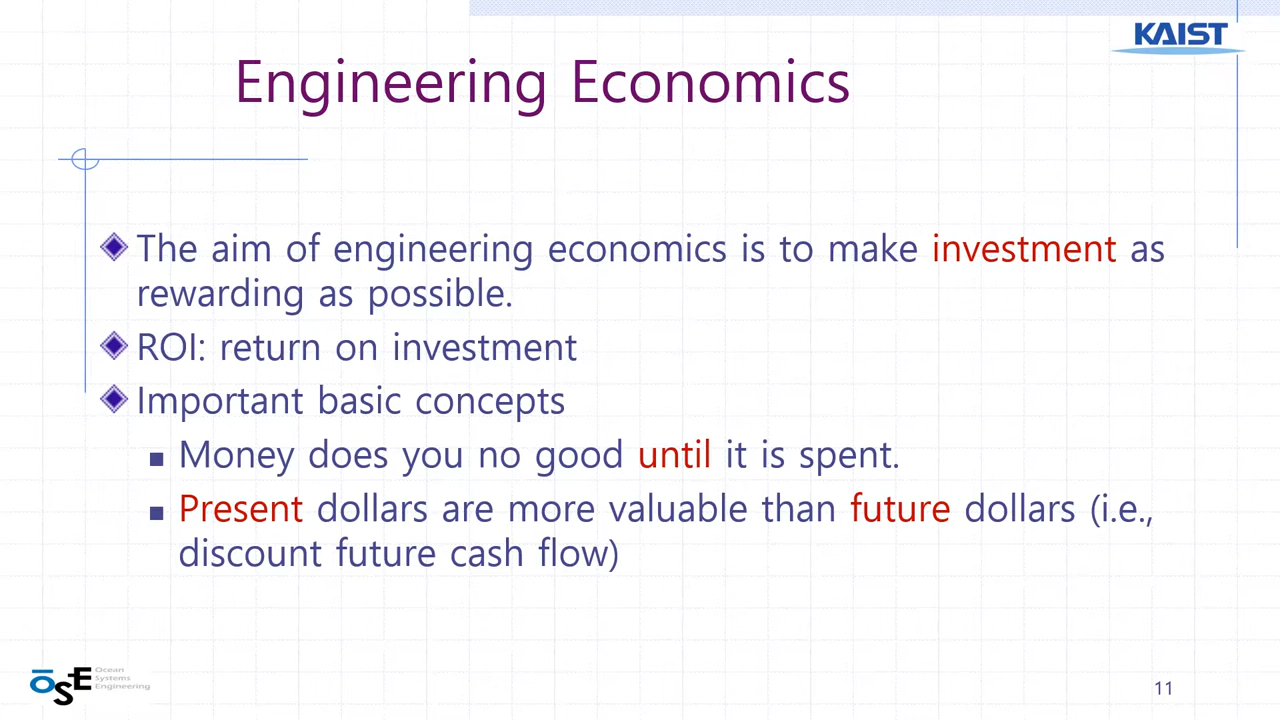 KAIST
Engineering Economics
The aim of engineering economics is to make investment as
rewarding as possible.
ROI: return on investment
Important basic concepts
Money does you no good until it is spent.
Present dollars are more valuable than future dollars (i.e.,
discount future cash flow)
OSE
Ocean
Systems
Engineering
11